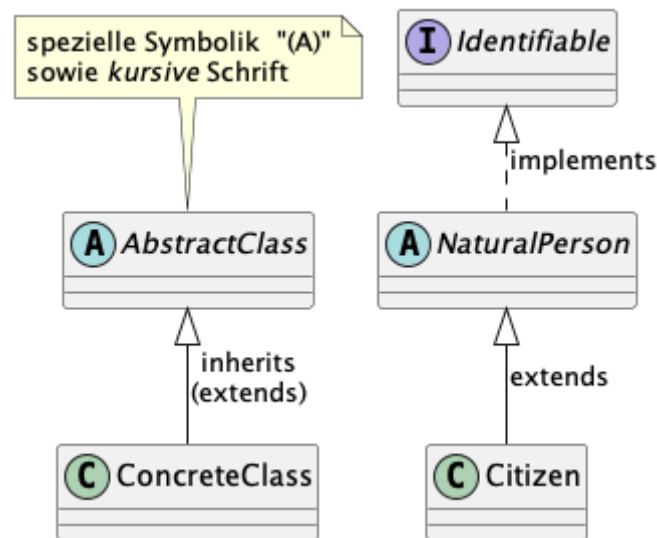 spezielle Symbolik "(A)"
sowie kursive Schrift
I Identifiable
implements
A AbstractClass
A NaturalPerson
inherits
(extends)
extends
C ConcreteClass
C Citizen